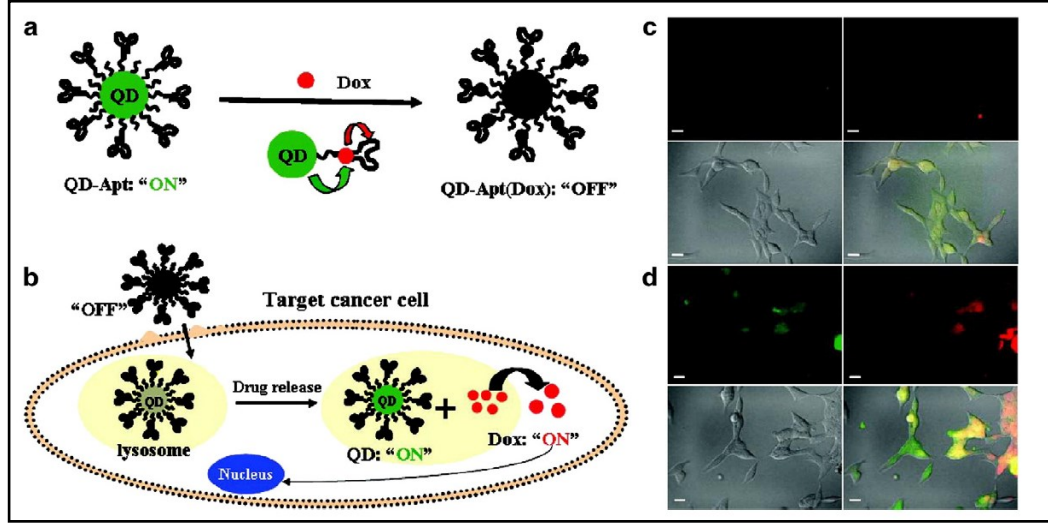 a
QD
Dox
QD
QD-Apt: “ON”
QD-Apt(Dox): “OFF”
b
“OFF”
Target cancer cell
QD
Drug release
QD
+
lysosome
QD: “ON”
Dox: “ON”
Nucleus
c
d